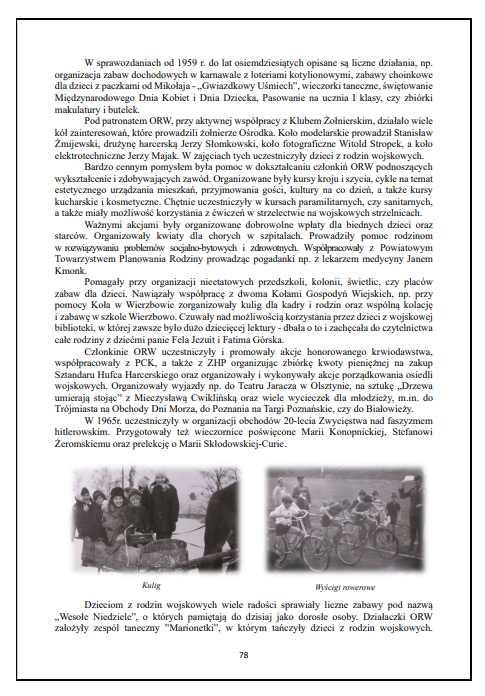 W sprawozdaniach od 1959 r. do lat osiemdziesiątych opisane są liczne działania, np.
organizacja zabaw dochodowych w karnawale z loteriami kotylionowymi, zabawy choinkowe
dla dzieci z paczkami od Mikołaja - „Gwiazdkowy Uśmiech”, wieczorki taneczne, świętowanie
Międzynarodowego Dnia Kobiet i Dnia Dziecka, Pasowanie na ucznia I klasy, czy zbiórki
makulatury i butelek.
Pod patronatem ORW, przy aktywnej współpracy z Klubem Żołnierskim, działało wiele
kół zainteresowań, które prowadzili żołnierze Ośrodka. Koło modelarskie prowadził Stanisław
Żmijewski, drużynę harcerską Jerzy Słomkowski, koło fotograficzne Witold Stropek, a koło
elektrotechniczne Jerzy Majak. W zajęciach tych uczestniczyły dzieci z rodzin wojskowych.
Bardzo cennym pomysłem była pomoc w dokształcaniu członkiń ORW podnoszących
wykształcenie i zdobywających zawód. Organizowane były kursy kroju i szycia, cykle na temat
estetycznego urządzania mieszkań, przyjmowania gości, kultury na co dzień, a także kursy
kucharskie i kosmetyczne. Chętnie uczestniczyły w kursach paramilitarnych, czy sanitarnych,
a także miały możliwość korzystania z ćwiczeń w strzelectwie na wojskowych strzelnicach.
Ważnymi akcjami były organizowane dobrowolne wpłaty dla biednych dzieci oraz
starców. Organizowały kwiaty dla chorych w szpitalach. Prowadziły pomoc rodzinom
w rozwiązywaniu problemów socjalno-bytowych i zdrowotnych. Współpracowały z Powiatowym
Towarzystwem Planowania Rodziny prowadząc pogadanki np. z lekarzem medycyny Janem
Kmonk.
Pomagały przy organizacji nieetatowych przedszkoli, kolonii, świetlic, czy placów
zabaw dla dzieci. Nawiązały współpracę z dwoma Kołami Gospodyń Wiejskich, np. przy
pomocy Koła w Wierzbowie zorganizowały kulig dla kadry i rodzin oraz wspólną kolację
i zabawę w szkole Wierzbowo. Czuwały nad możliwością korzystania przez dzieci z wojskowej
biblioteki, w której zawsze było dużo dziecięcej lektury - dbała o to i zachęcała do czytelnictwa
całe rodziny z dziećmi panie Fela Jezuit i Fatima Górska.
Członkinie ORW uczestniczyły i promowały akcje honorowanego krwiodawstwa,
współpracowały z PCK, a także z ZHP organizując zbiórkę kwoty pieniężnej na zakup
Sztandaru Hufca Harcerskiego oraz organizowały i wykonywały akcje porządkowania osiedli
wojskowych. Organizowały wyjazdy np. do Teatru Jaracza w Olsztynie, na sztukę „Drzewa
umierają stojąc” z Mieczysławą Ćwiklińską oraz wiele wycieczek dla młodzieży, m.in. do
Trójmiasta na Obchody Dni Morza, do Poznania na Targi Poznańskie, czy do Białowieży.
W 1965r. uczestniczyły w organizacji obchodów 20-lecia Zwycięstwa nad faszyzmem
hitlerowskim. Przygotowały też wieczornice poświęcone Marii Konopnickiej, Stefanowi
Żeromskiemu oraz prelekcję o Marii Skłodowskiej-Curie.
Kulig
Wyścigi rowerowe
Dzieciom z rodzin wojskowych wiele radości sprawiały liczne zabawy pod nazwą
„Wesołe Niedziele”, o których pamiętają do dzisiaj jako dorosłe osoby. Działaczki ORW
założyły zespół taneczny ”Marionetki”, w którym tańczyły dzieci z rodzin wojskowych.
78